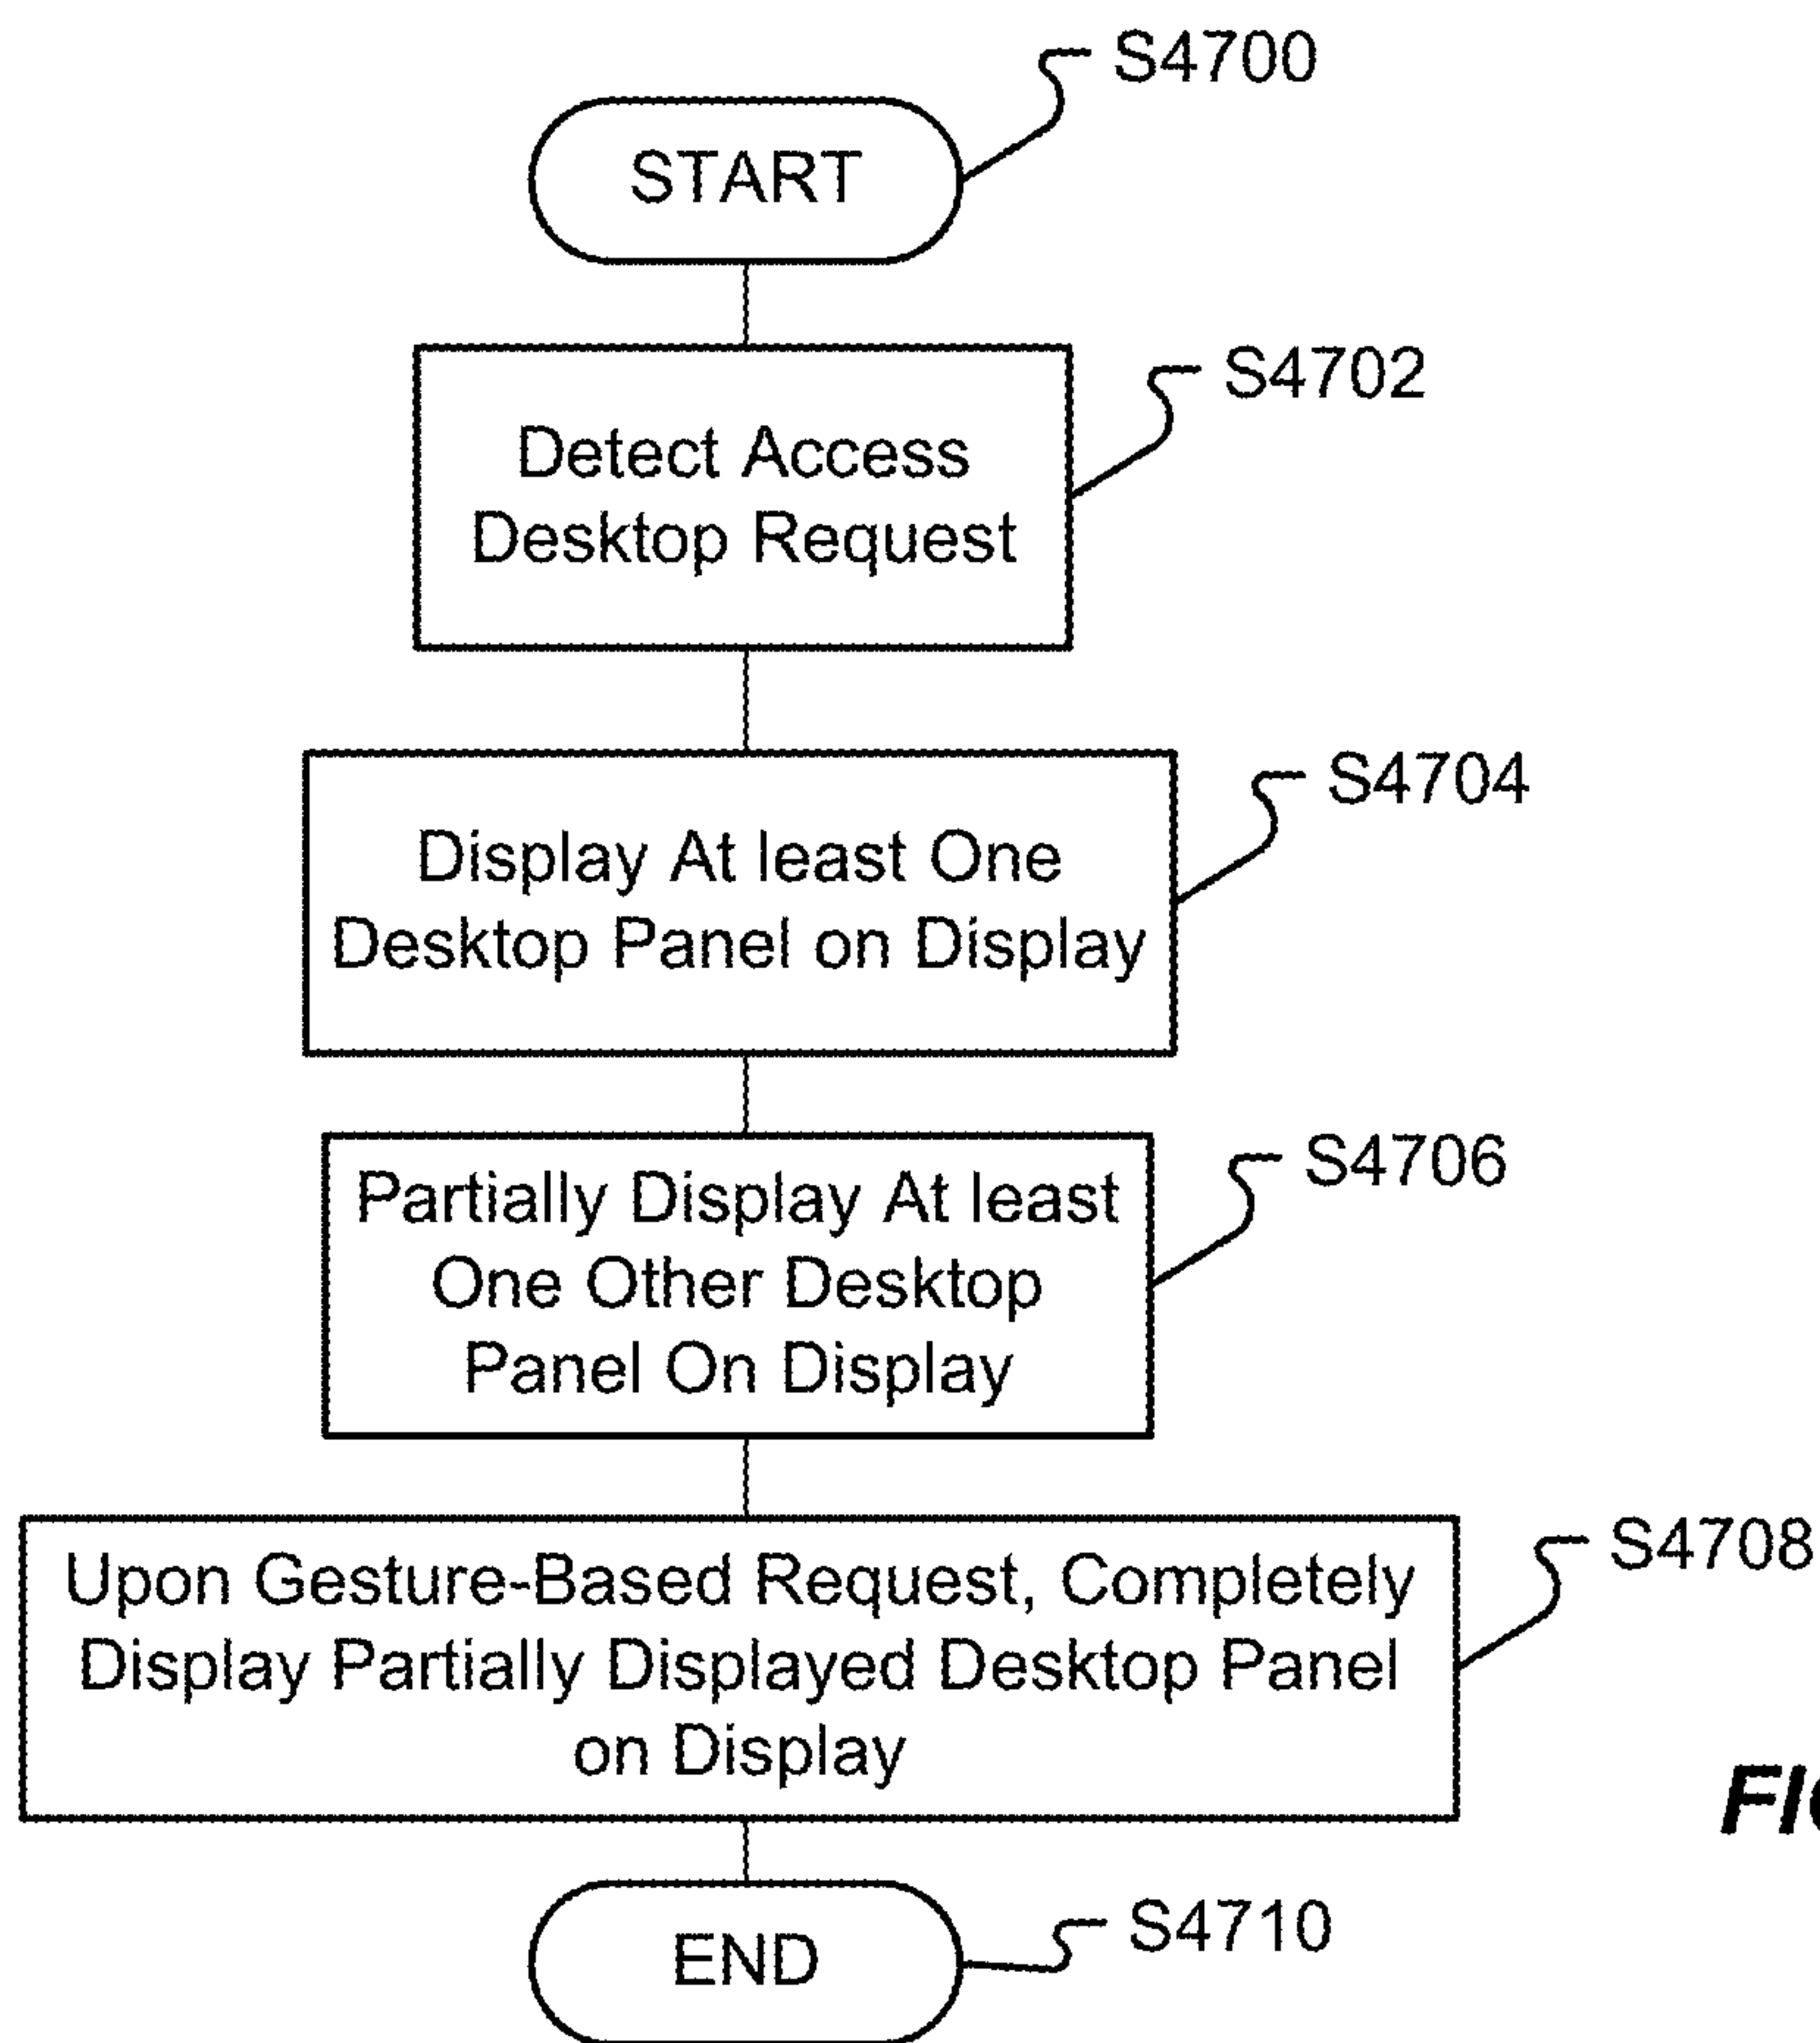 S4700
START
S4702
Detect Access
Desktop Request
S4704
Display At least One
Desktop Panel on Display
S4706
Partially Display At least
One Other Desktop
Panel On Display
S4708
Upon Gesture-Based Request, Completely
Display Partially Displayed Desktop Panel
on Display
S4710
END